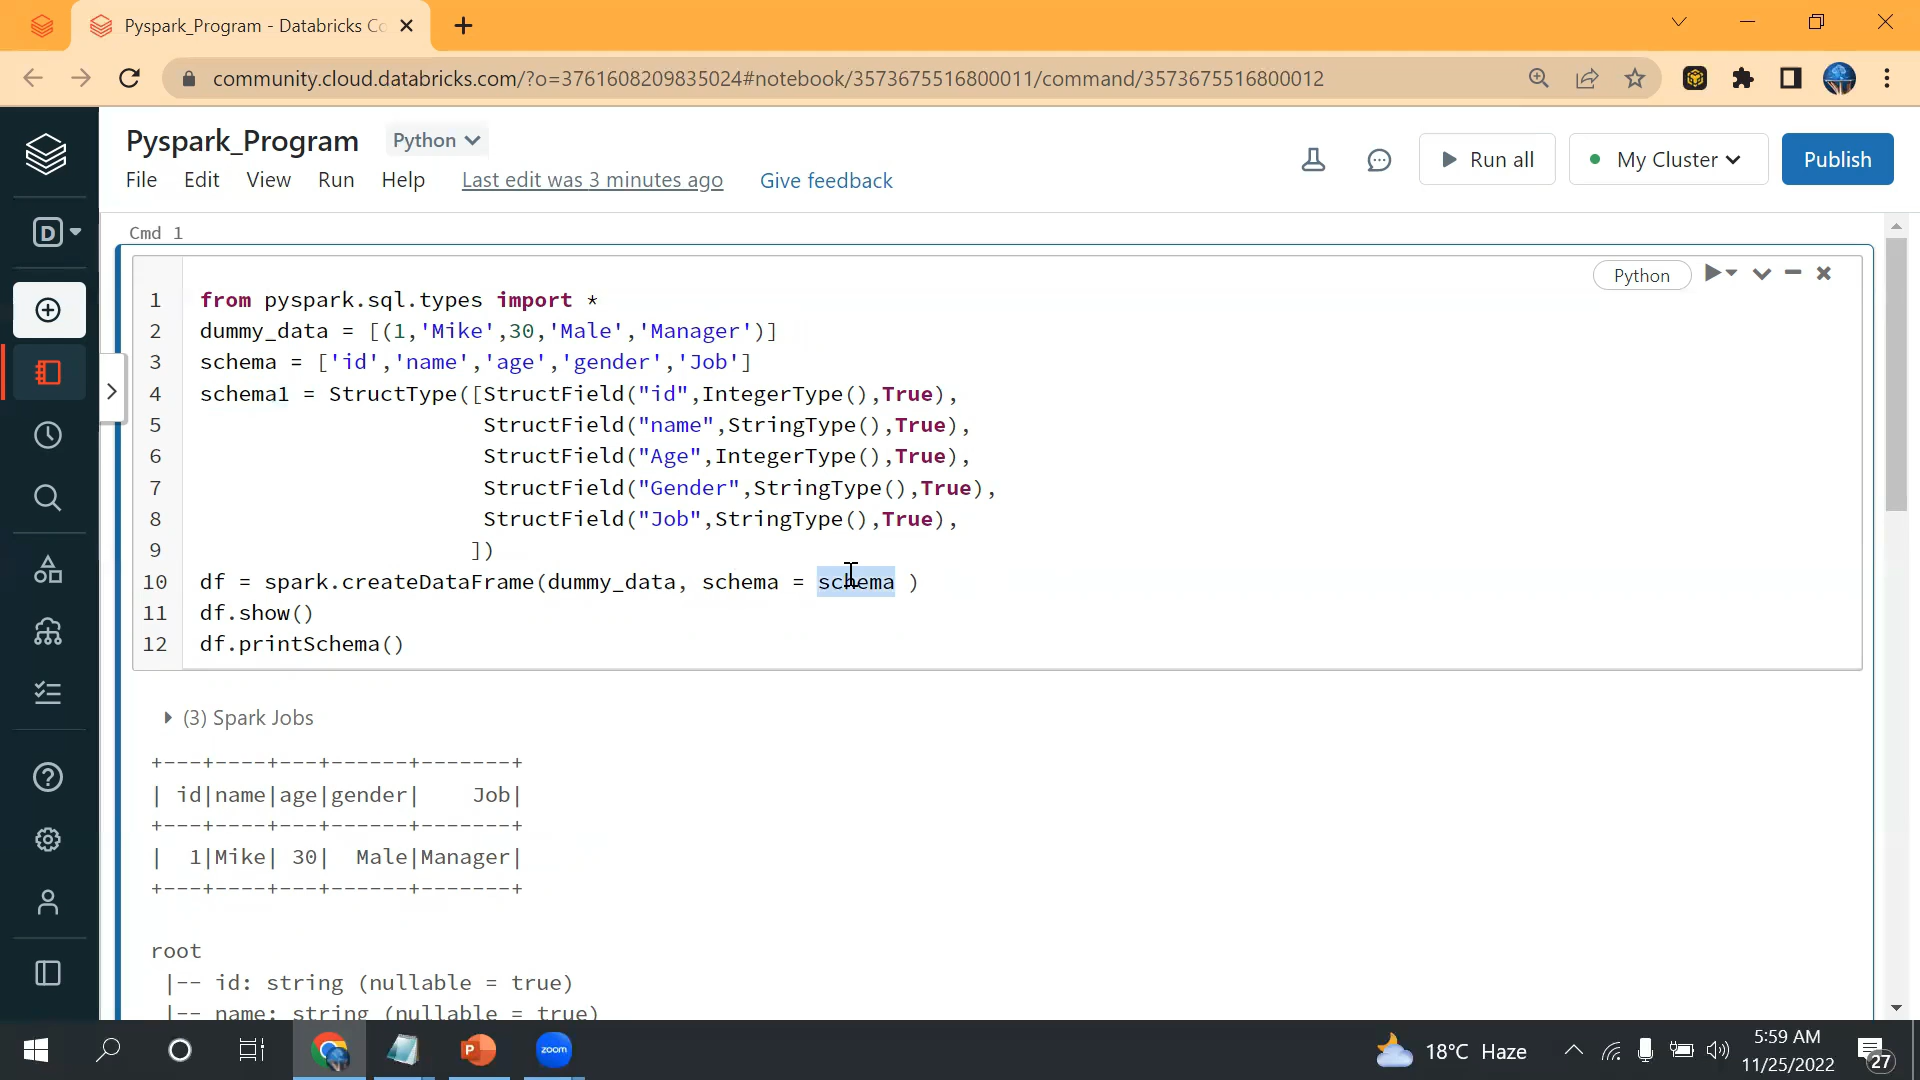 Pyspark_Program - Databricks Co
community.cloud.databricks.com/?o=3761608209835024#notebook/3573675516800011/command/3573675516800012
Pyspark_Program
Python
File Edit View Run Help Last edit was 3 minutes ago Give feedback
Run all
My Cluster
Publish
D
Cmd 1
Python
1 from pyspark.sql.types import *
2 dummy_data = [(1,'Mike',30,'Male','Manager')]
3 schema = ['id','name','age','gender','Job']
4 schema1 = StructType([StructField("id",IntegerType(),True),
5 StructField("name",StringType(),True),
6 StructField("Age",IntegerType(),True),
7 StructField("Gender",StringType(),True),
8 StructField("Job",StringType(),True),
9 ])
10 df = spark.createDataFrame(dummy_data, schema = schema )
11 df.show()
12 df.printSchema()
(3) Spark Jobs
+---+----+---+------+-------+
| id|name|age|gender|    Job|
+---+----+---+------+-------+
|  1|Mike| 30|  Male|Manager|
+---+----+---+------+-------+
root
|-- id: string (nullable = true)
|-- name: string (nullable = true)
zoom
18°C Haze
5:59 AM
11/25/2022
27